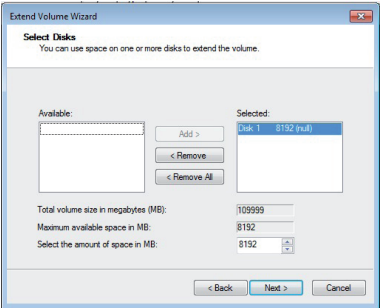 Extend Volume Wizard
Select Disks
You can use space on one or more disks to extend the volume.
Available:
Selected:
Disk 1 8192 (null)
Add >
< Remove
< Remove All
Total volume size in megabytes (MB): 109999
Maximum available space in MB: 8192
Select the amount of space in MB: 8192
< Back
Next >
Cancel